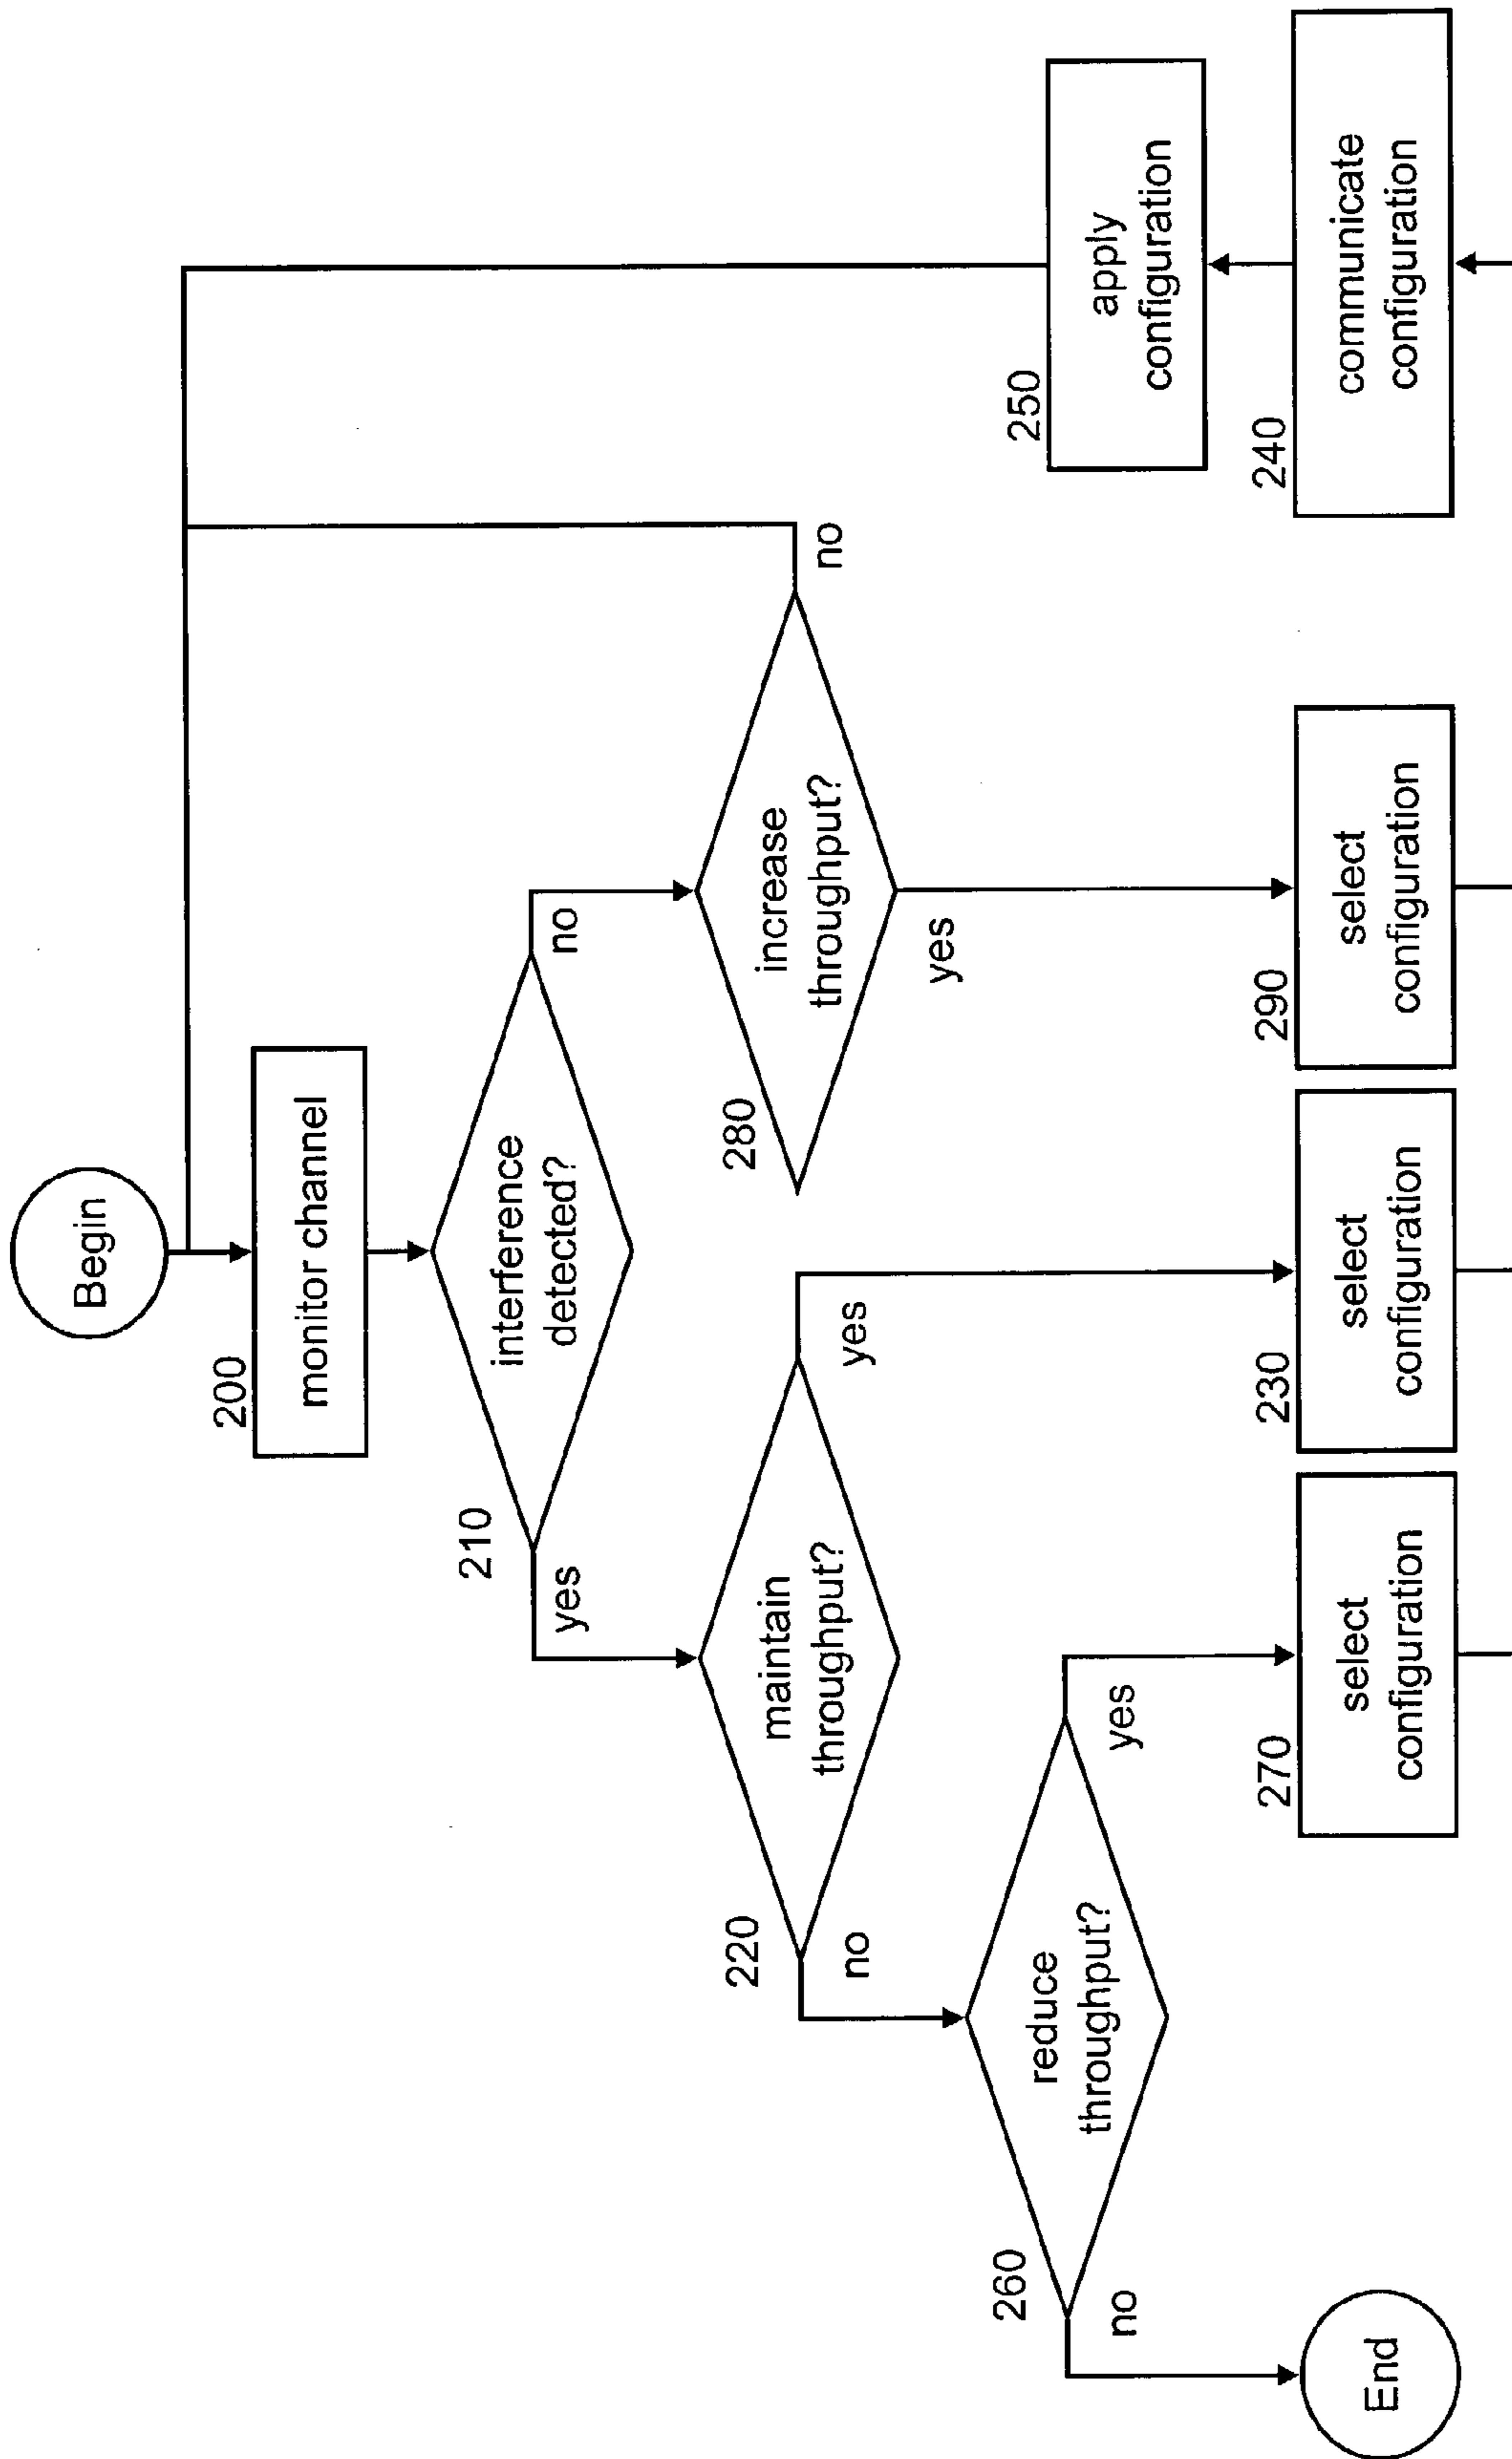 Begin
200
monitor channel
210
interference
detected?
yes
no
220
maintain
throughput?
no
yes
280
increase
throughput?
no
yes
260
reduce
throughput?
no
yes
250
apply
configuration
End
270
select
configuration
230
select
configuration
290
select
configuration
240
communicate
configuration